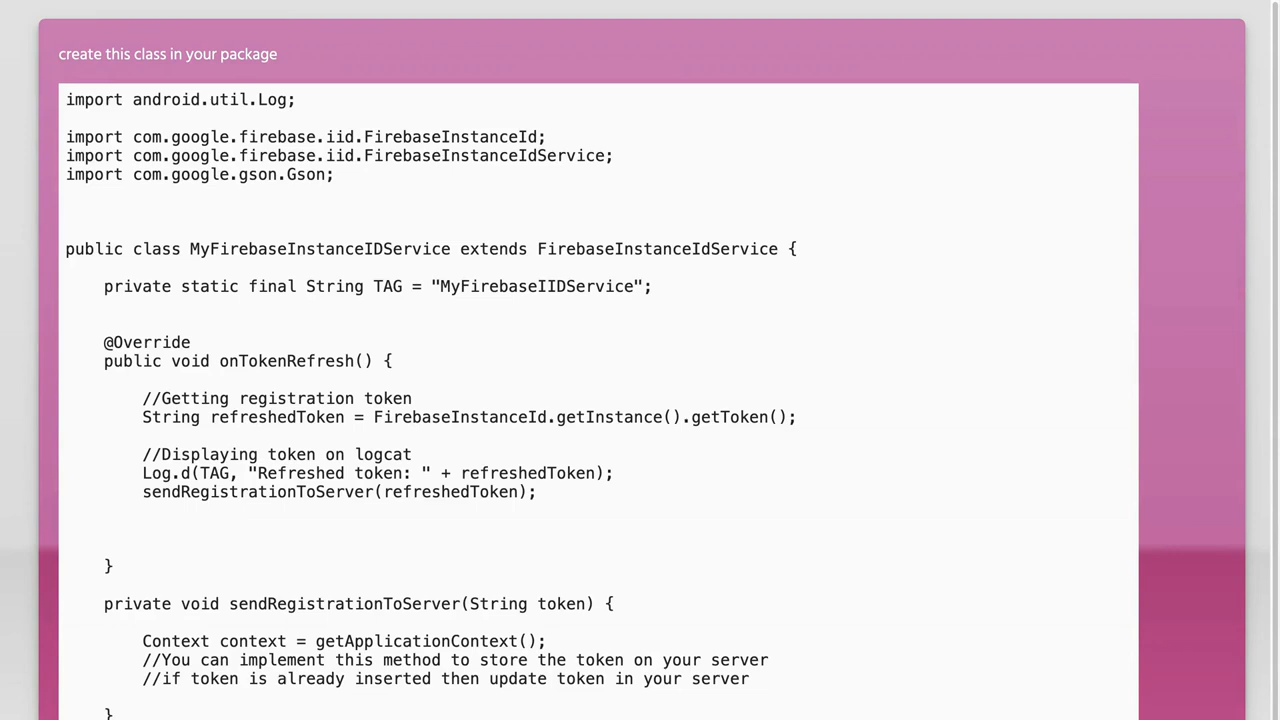 create this class in your package
import android.util.Log;
import com.google.firebase.iid.FirebaseInstanceId;
import com.google.firebase.iid.FirebaseInstanceIdService;
import com.google.gson.Gson;
public class MyFirebaseInstanceIDService extends FirebaseInstanceIdService {
private static final String TAG = "MyFirebaseIIDService";
@Override
public void onTokenRefresh() {
//Getting registration token
String refreshedToken = FirebaseInstanceId.getInstance().getToken();
//Displaying token on logcat
Log.d(TAG, "Refreshed token: " + refreshedToken);
sendRegistrationToServer(refreshedToken);
}
private void sendRegistrationToServer(String token) {
Context context = getApplicationContext();
//You can implement this method to store the token on your server
//if token is already inserted then update token in your server
}